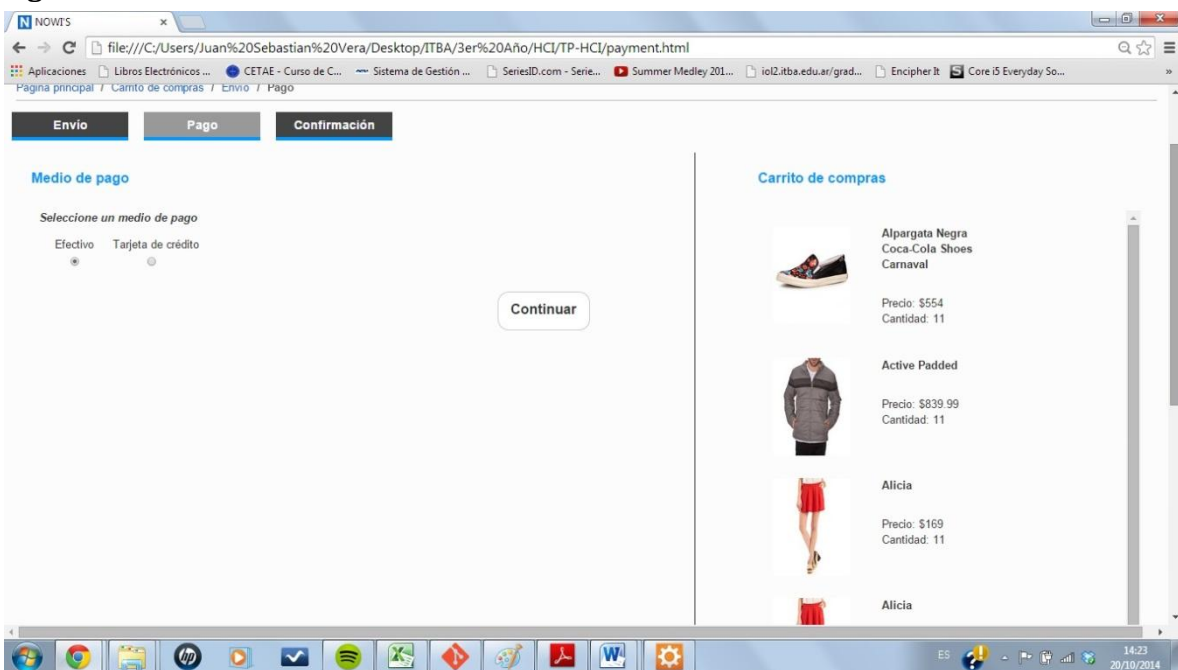 NOWI'S
file:///C:/Users/Juan%20Sebastian%20Vera/Desktop/ITBA/3er%20Año/HCI/TP-HCI/payment.html
Aplicaciones Libros Electrónicos ... CETAE - Curso de C... Sistema de Gestión ... SeriesID.com - Serie... Summer Medley 201... iol2.itba.edu.ar/grad... Encipher It Core i5 Everyday So... »
Página principal / Carrito de compras / Envío / Pago
Envío Pago Confirmación
Medio de pago
Carrito de compras
Seleccione un medio de pago
Efectivo Tarjeta de crédito
Continuar
Alpargata Negra
Coca-Cola Shoes
Carnaval
Precio: $554
Cantidad: 11
Active Padded
Precio: $839.99
Cantidad: 11
Alicia
Precio: $169
Cantidad: 11
Alicia
ES
14:23
20/10/2014